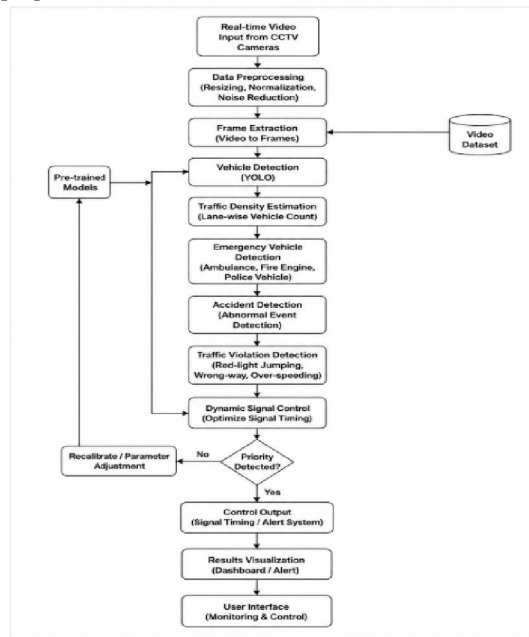 Real-time Video
Input from CCTV
Cameras
Data Preprocessing
(Resizing, Normalization,
Noise Reduction)
Frame Extraction
(Video to Frames)
Video
Dataset
Vehicle Detection
(YOLO)
Pre-trained
Models
Traffic Density Estimation
(Lane-wise Vehicle Count)
Emergency Vehicle
Detection
(Ambulance, Fire Engine,
Police Vehicle)
Accident Detection
(Abnormal Event
Detection)
Traffic Violation Detection
(Red-light Jumping,
Wrong-way, Over-speeding)
Dynamic Signal Control
(Optimize Signal Timing)
Recalibrate / Parameter
Adjustment
No
Priority
Detected?
Yes
Control Output
(Signal Timing / Alert System)
Results Visualization
(Dashboard / Alert)
User Interface
(Monitoring & Control)